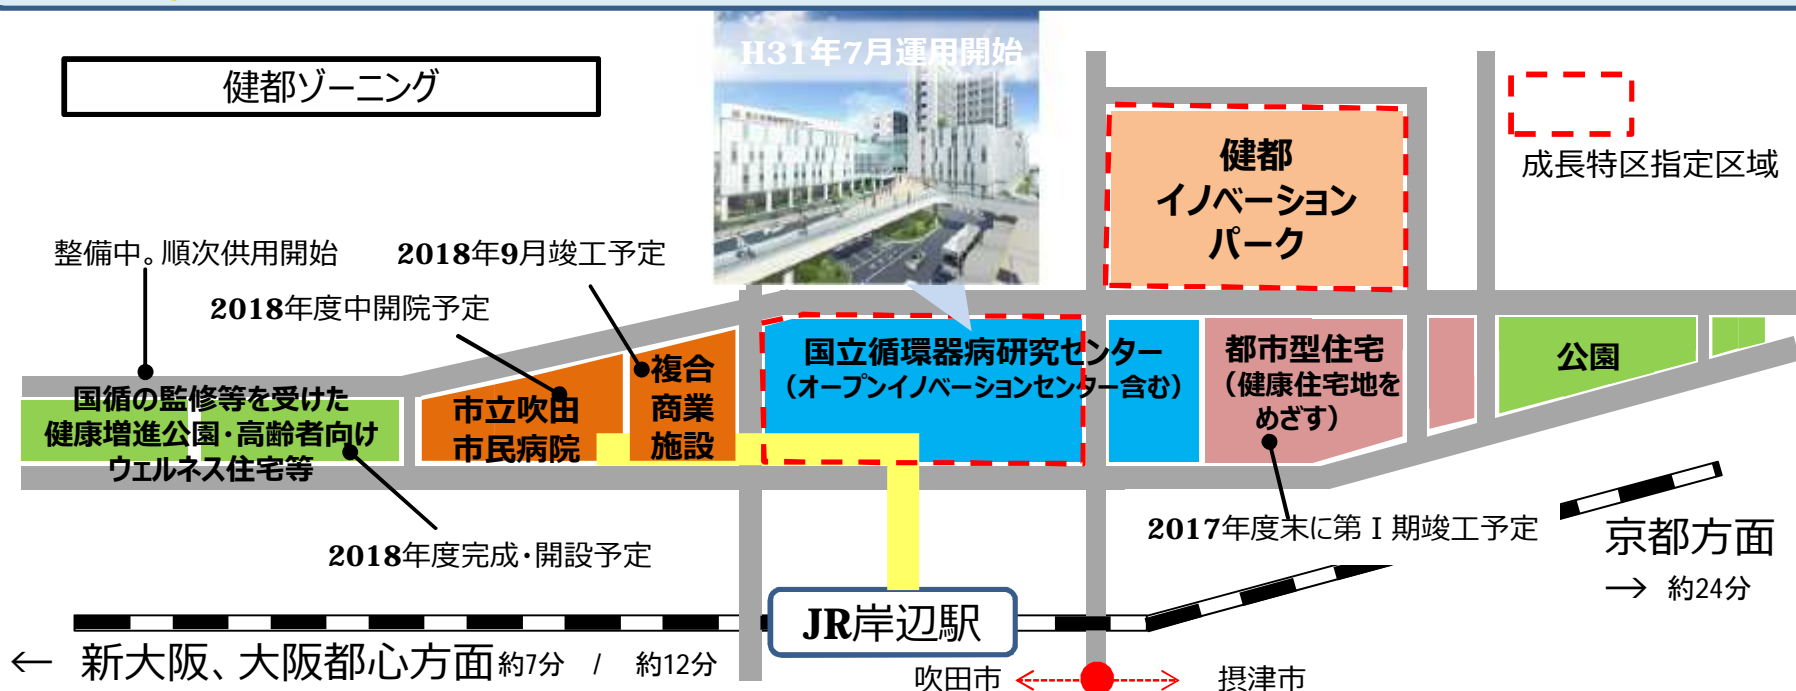 H31年7月運用開始
健都ゾーニング
健都
イノベーション
パーク
成長特区指定区域
整備中。順次供用開始
2018年9月竣工予定
2018年度中開院予定
国循の監修等を受けた
健康増進公園・高齢者向け
ウェルネス住宅等
市立吹田
市民病院
複合
商業
施設
国立循環器病研究センター
（オープンイノベーションセンター含む）
都市型住宅
（健康住宅地を
めざす）
公園
2018年度完成・開設予定
2017年度末に第Ⅰ期竣工予定
京都方面
→ 約24分
JR岸辺駅
← 新大阪、大阪都心方面 約7分 / 約12分
吹田市
摂津市